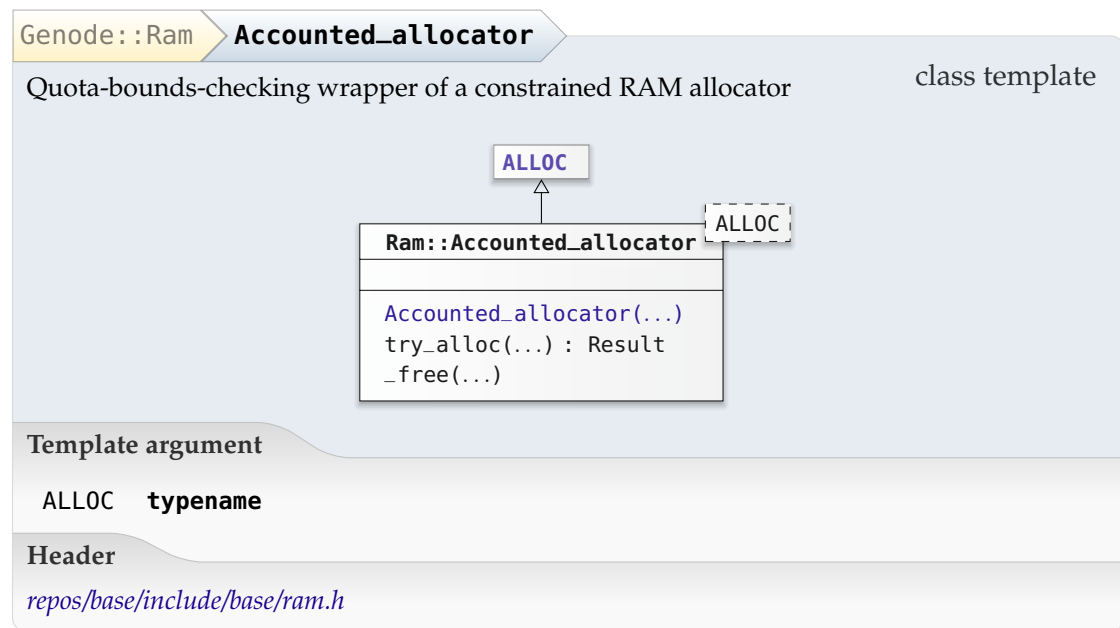 Genode::Ram Accounted_allocator
class template
Quota-bounds-checking wrapper of a constrained RAM allocator
ALLOC
ALLOC
Ram::Accounted_allocator
Accounted_allocator(...)
try_alloc(...) : Result
_free(...)
Template argument
ALLOC typename
Header
repos/base/include/base/ram.h